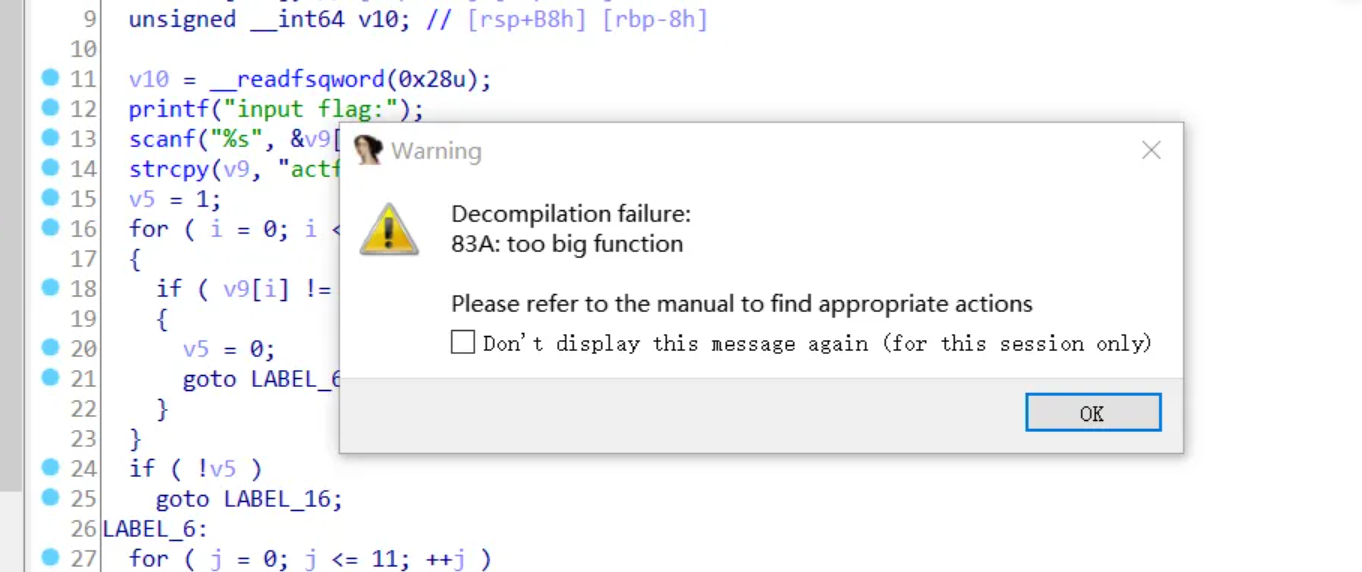 9 unsigned __int64 v10; // [rsp+B8h] [rbp-8h]
10
11 v10 = __readfsqword(0x28u);
12 printf("input flag:");
13 scanf("%s", &v9[
14 strcpy(v9, "actf
15 v5 = 1;
16 for ( i = 0; i <
17 {
18 if ( v9[i] !=
19 {
20 v5 = 0;
21 goto LABEL_6
22 }
23 }
24 if ( !v5 )
25 goto LABEL_16;
26 LABEL_6:
27 for ( j = 0; j <= 11; ++j )
Warning
Decompilation failure:
83A: too big function
Please refer to the manual to find appropriate actions
Don't display this message again (for this session only)
OK